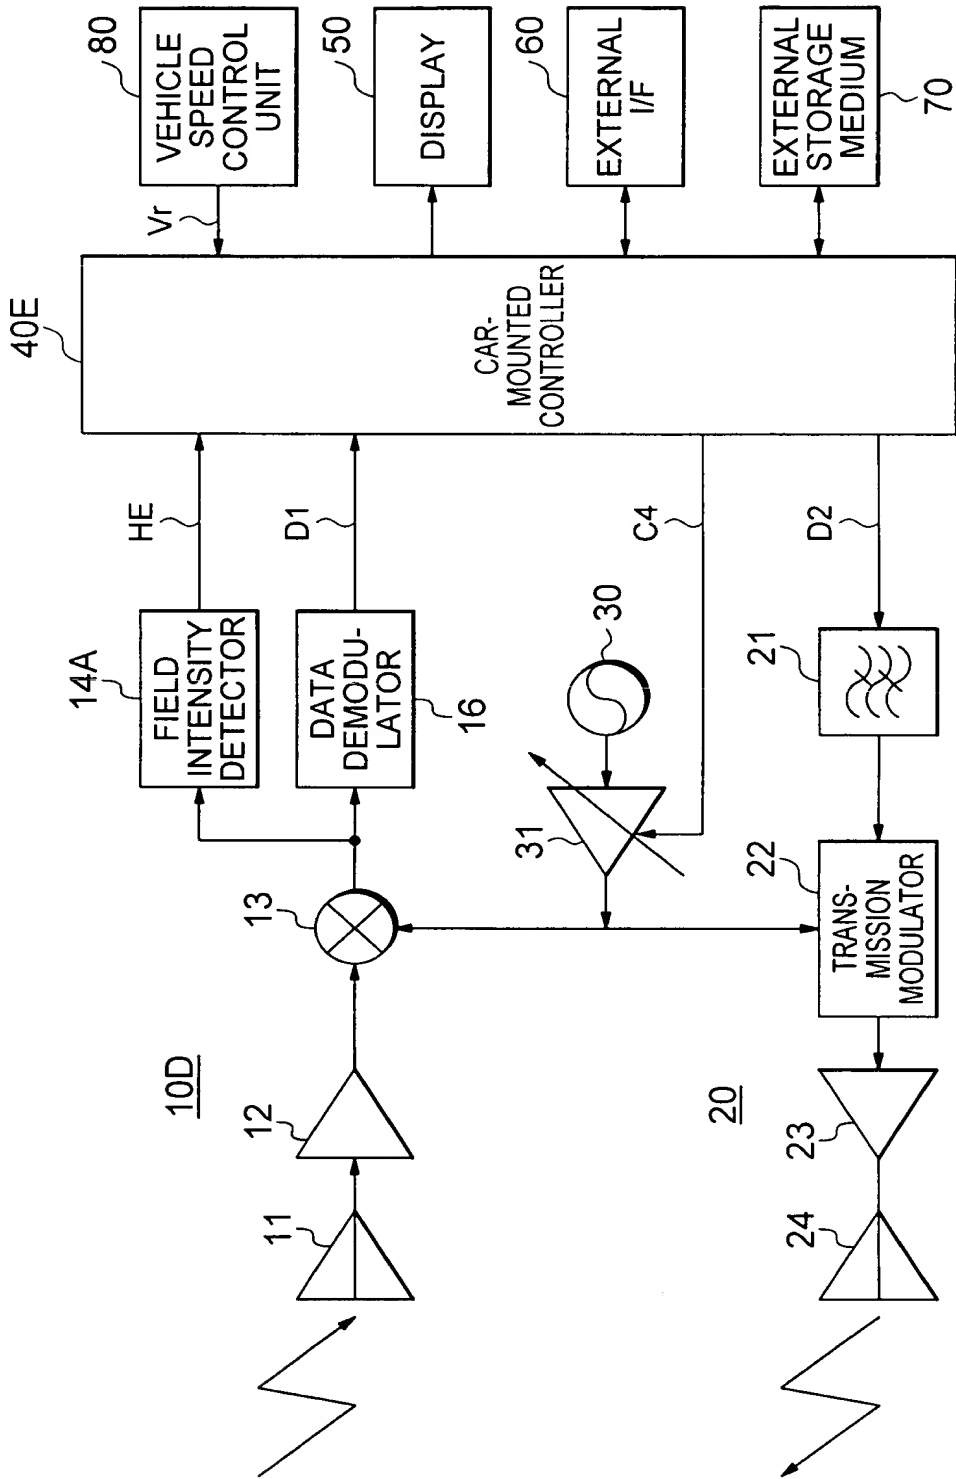 10D
11
12
13
14A
FIELD
INTENSITY
DETECTOR
HE
DATA
DEMODU-
LATOR
16
D1
40E
CAR-
MOUNTED
CONTROLLER
80
VEHICLE
SPEED
CONTROL
UNIT
Vr
50
DISPLAY
60
EXTERNAL
I/F
EXTERNAL
STORAGE
MEDIUM
70
30
31
C4
20
24
23
22
TRANS-
MISSION
MODULATOR
21
D2